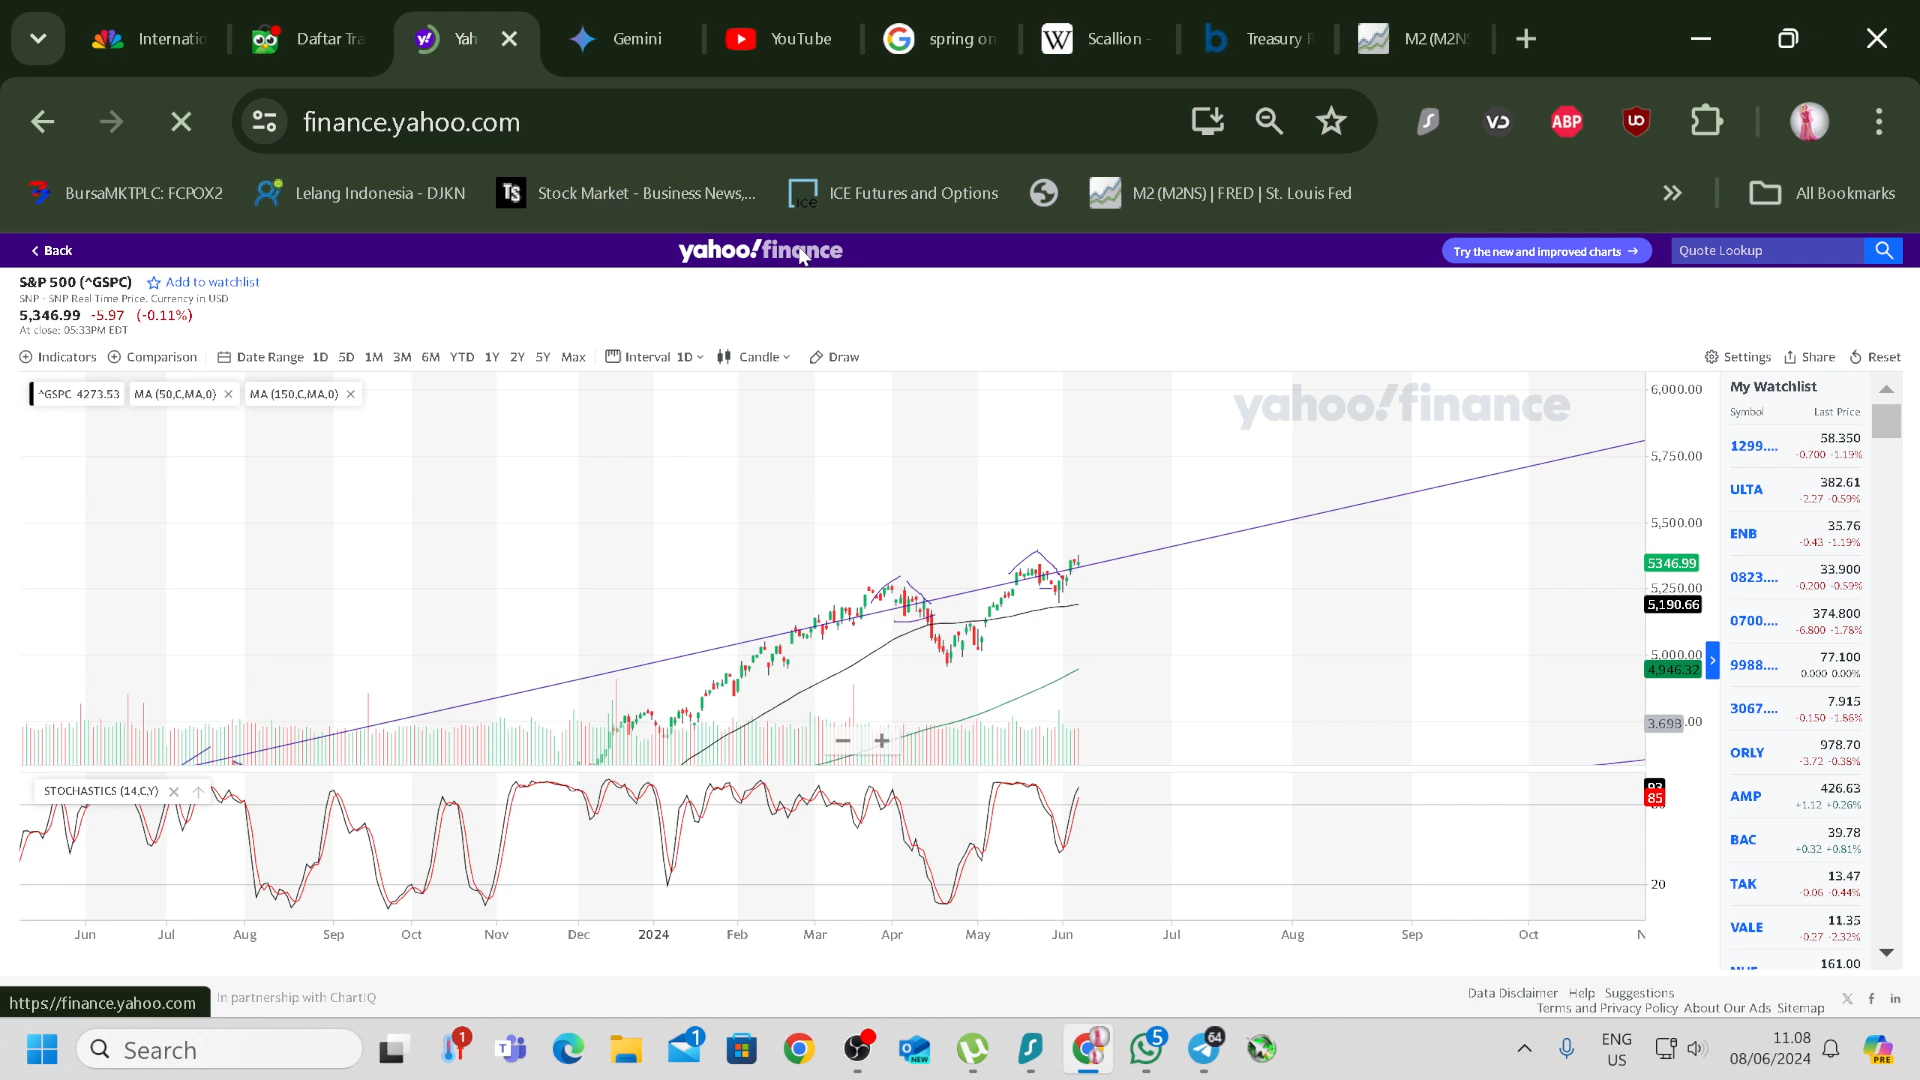 Internatio
Daftar Tra
Yah
Gemini
YouTube
spring on
Scallion -
Treasury R
M2 (M2NS
finance.yahoo.com
BursaMKTPLC: FCPOX2
Lelang Indonesia - DJKN
Stock Market - Business News,...
ICE Futures and Options
M2 (M2NS) | FRED | St. Louis Fed
All Bookmarks
Back
yahoo!finance
Try the new and improved charts →
Quote Lookup
S&P 500 (^GSPC)
Add to watchlist
SNP - SNP Real Time Price. Currency in USD
5,346.99 -5.97 (-0.11%)
At close: 05:33PM EDT
Indicators
Comparison
Date Range 1D 5D 1M 3M 6M YTD 1Y 2Y 5Y Max
Interval 1D
Candle
Draw
Settings
Share
Reset
^GSPC 4273.53
MA (50,C,MA,0)
MA (150,C,MA,0)
yahoo!finance
6,000.00
5,750.00
5,500.00
5346.99
5,250.00
5,190.66
5,000.00
4,946.32
3.69B
STOCHASTICS (14,C,Y)
85
20
Jun Jul Aug Sep Oct Nov Dec 2024 Feb Mar Apr May Jun Jul Aug Sep Oct N
My Watchlist
Symbol Last Price
1299.... 58.350
-0.700 -1.19%
ULTA 382.61
-2.27 -0.59%
ENB 35.76
-0.43 -1.19%
0823.... 33.900
-0.200 -0.59%
0700.... 374.800
-6.800 -1.78%
9988.... 77.100
0.000 0.00%
3067.... 7.915
-0.150 -1.86%
ORLY 978.70
-3.72 -0.38%
AMP 426.63
+1.12 +0.26%
BAC 39.78
+0.32 +0.81%
TAK 13.47
-0.06 -0.44%
VALE 11.35
-0.27 -2.32%
161.00
https://finance.yahoo.com
In partnership with ChartIQ
Data Disclaimer Help Suggestions
Terms and Privacy Policy About Our Ads Sitemap
Search
ENG
US
11.08
08/06/2024